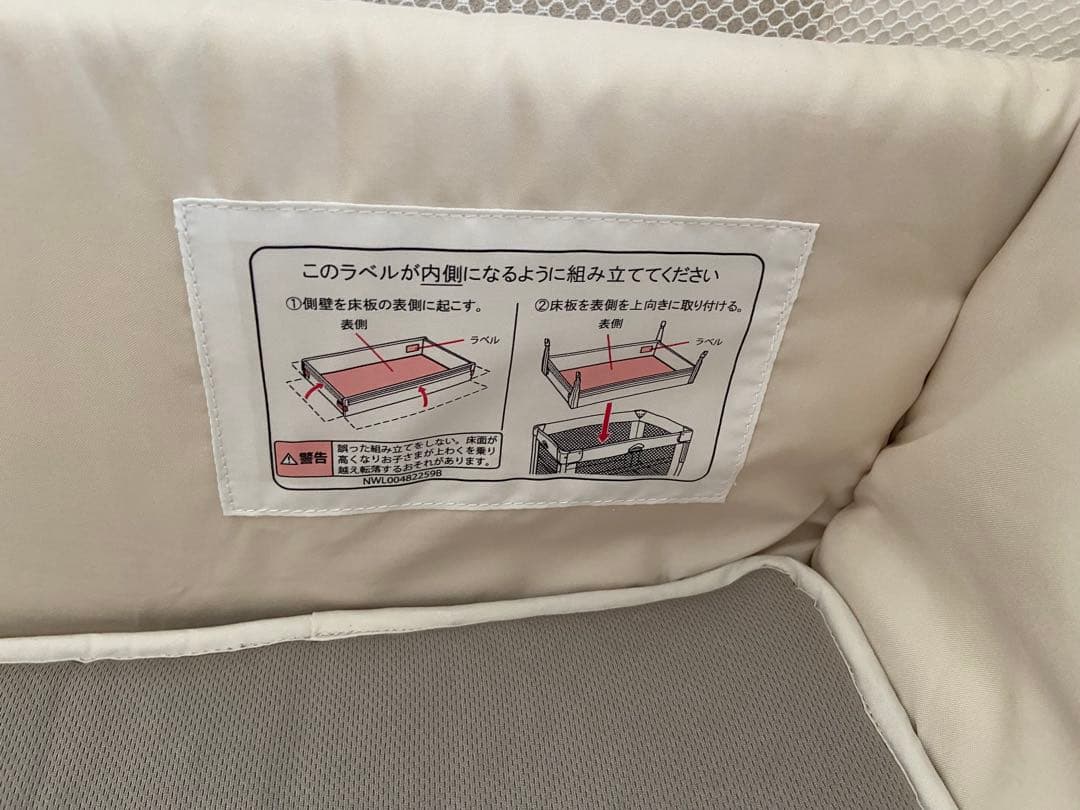 このラベルが内側になるように組み立ててください
①側壁を床板の表側に起こす。
表側
ラベル
②床板を表側を上向きに取り付ける。
表側
ラベル
警告
誤った組み立てをしない。床面が
高くなりお子さまが上わくを乗り
越え転落するおそれがあります。
NWL00482259B